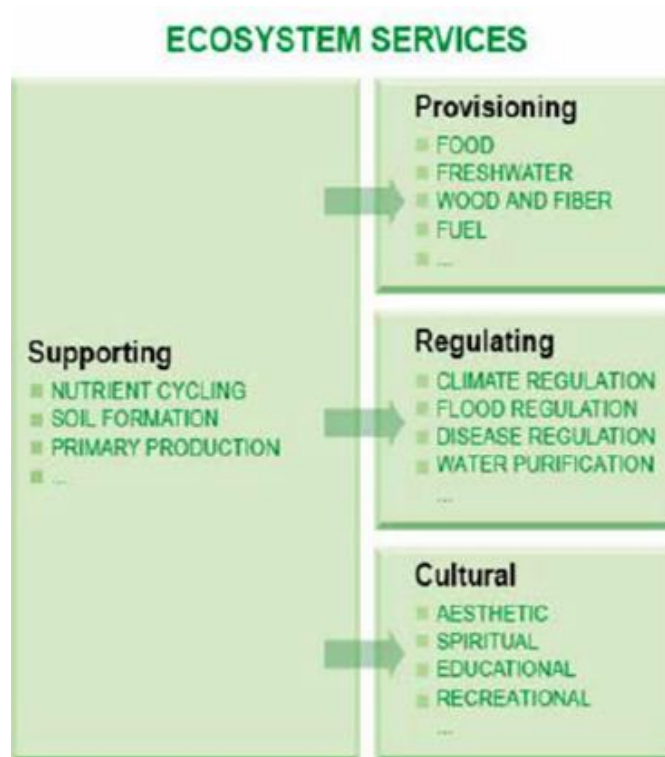 ECOSYSTEM SERVICES
Supporting
NUTRIENT CYCLING
SOIL FORMATION
PRIMARY PRODUCTION
...
Provisioning
FOOD
FRESHWATER
WOOD AND FIBER
FUEL
...
Regulating
CLIMATE REGULATION
FLOOD REGULATION
DISEASE REGULATION
WATER PURIFICATION
...
Cultural
AESTHETIC
SPIRITUAL
EDUCATIONAL
RECREATIONAL
...